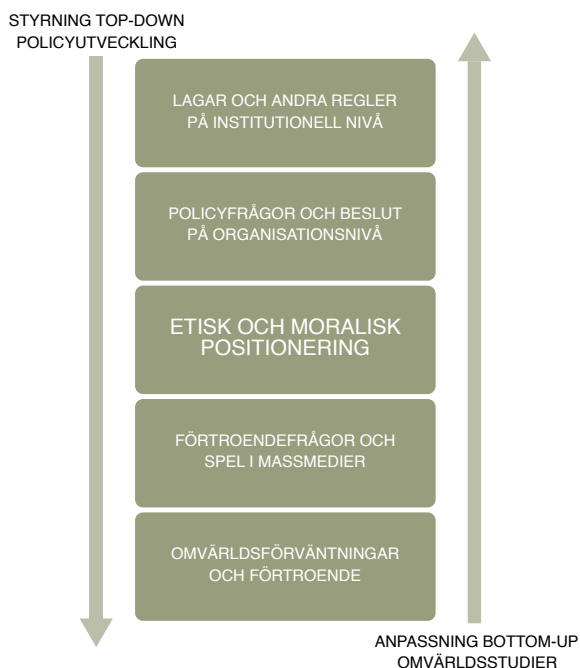 STYRNING TOP-DOWN
POLICYUTVECKLING
LAGAR OCH ANDRA REGLER
PÅ INSTITUTIONELL NIVÅ
POLICYFRÅGOR OCH BESLUT
PÅ ORGANISATIONSNIVÅ
ETISK OCH MORALISK
POSITIONERING
FÖRTROENDEFRÅGOR OCH
SPEL I MASSMEDIER
OMVÄRLDSFÖRVÄNTNINGAR
OCH FÖRTROENDE
ANPASSNING BOTTOM-UP
OMVÄRLDSSTUDIER